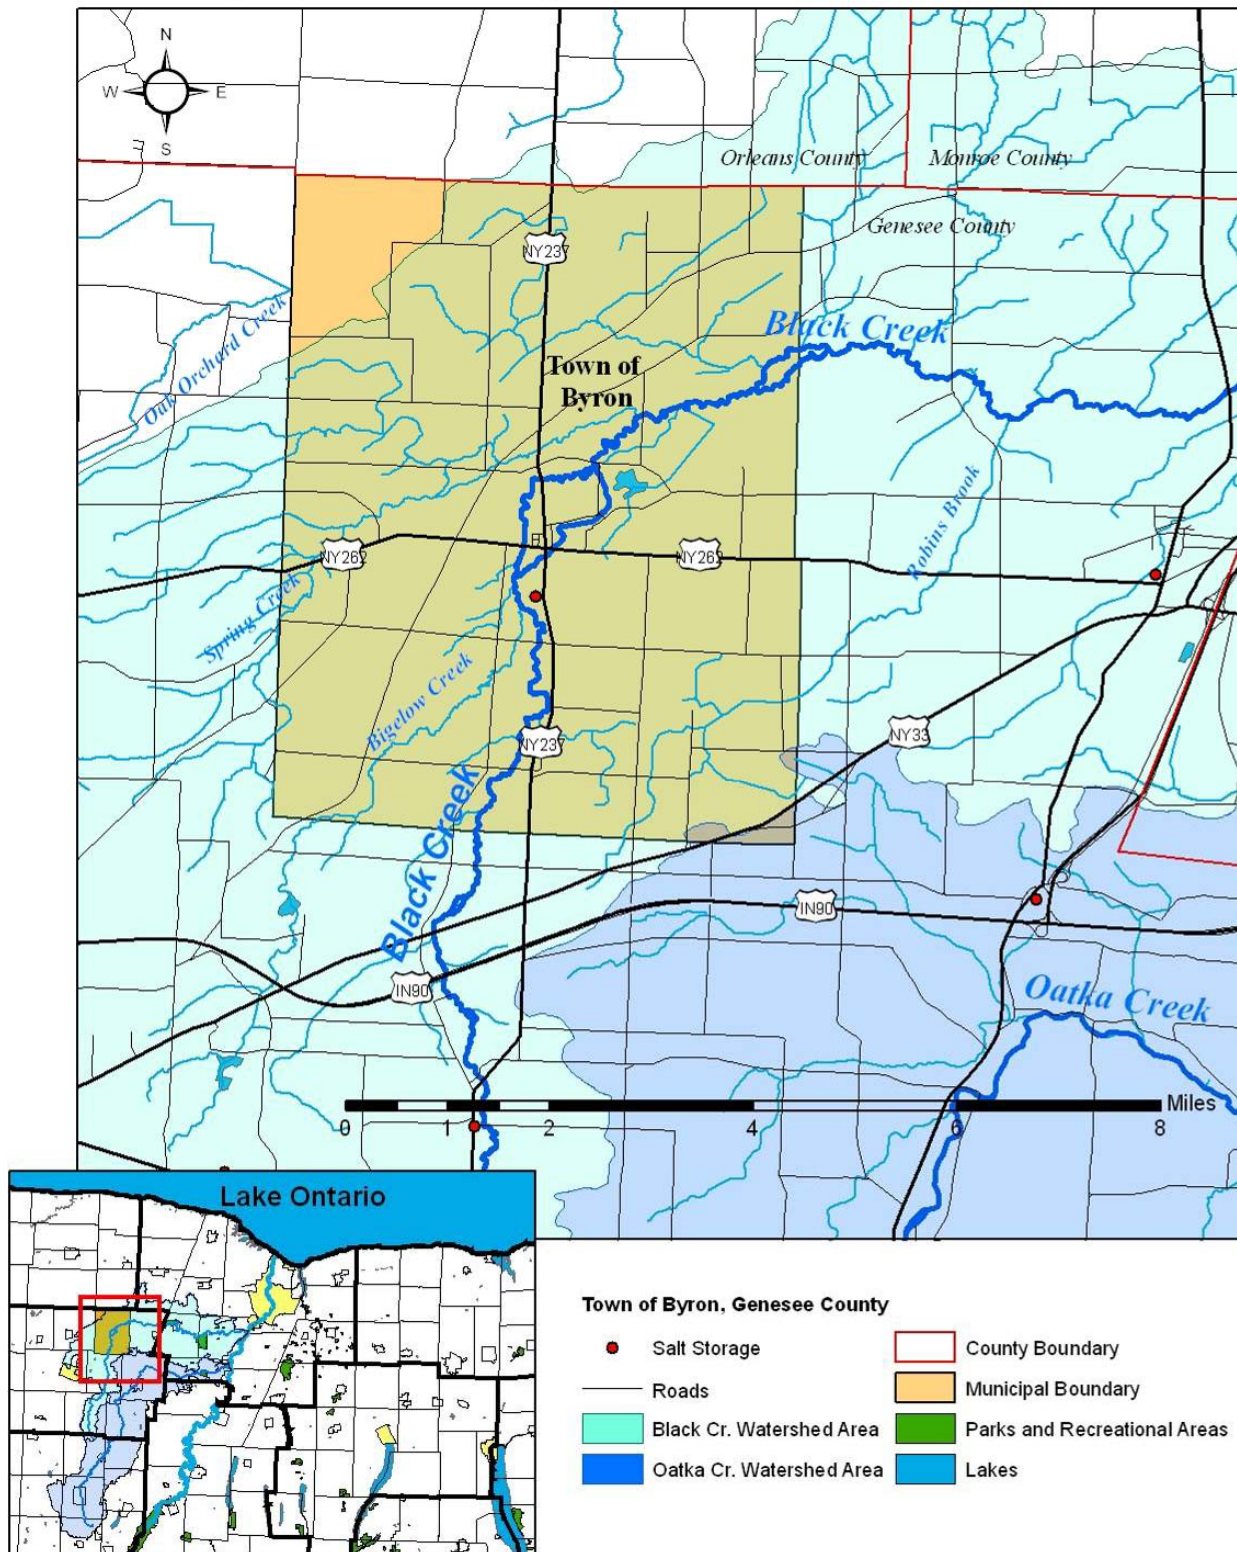 N
W E
S
Orleans County
Monroe County
Genesee County
NY237
Oak Orchard Creek
Black Creek
Town of
Byron
Robins Brook
NY262
NY262
Spring Creek
Bigelow Creek
NY237
NY33
Black Creek
IN90
IN90
Oatka Creek
Miles
0 1 2 4 6 8
Lake Ontario
Town of Byron, Genesee County
Salt Storage
Roads
Black Cr. Watershed Area
Oatka Cr. Watershed Area
County Boundary
Municipal Boundary
Parks and Recreational Areas
Lakes